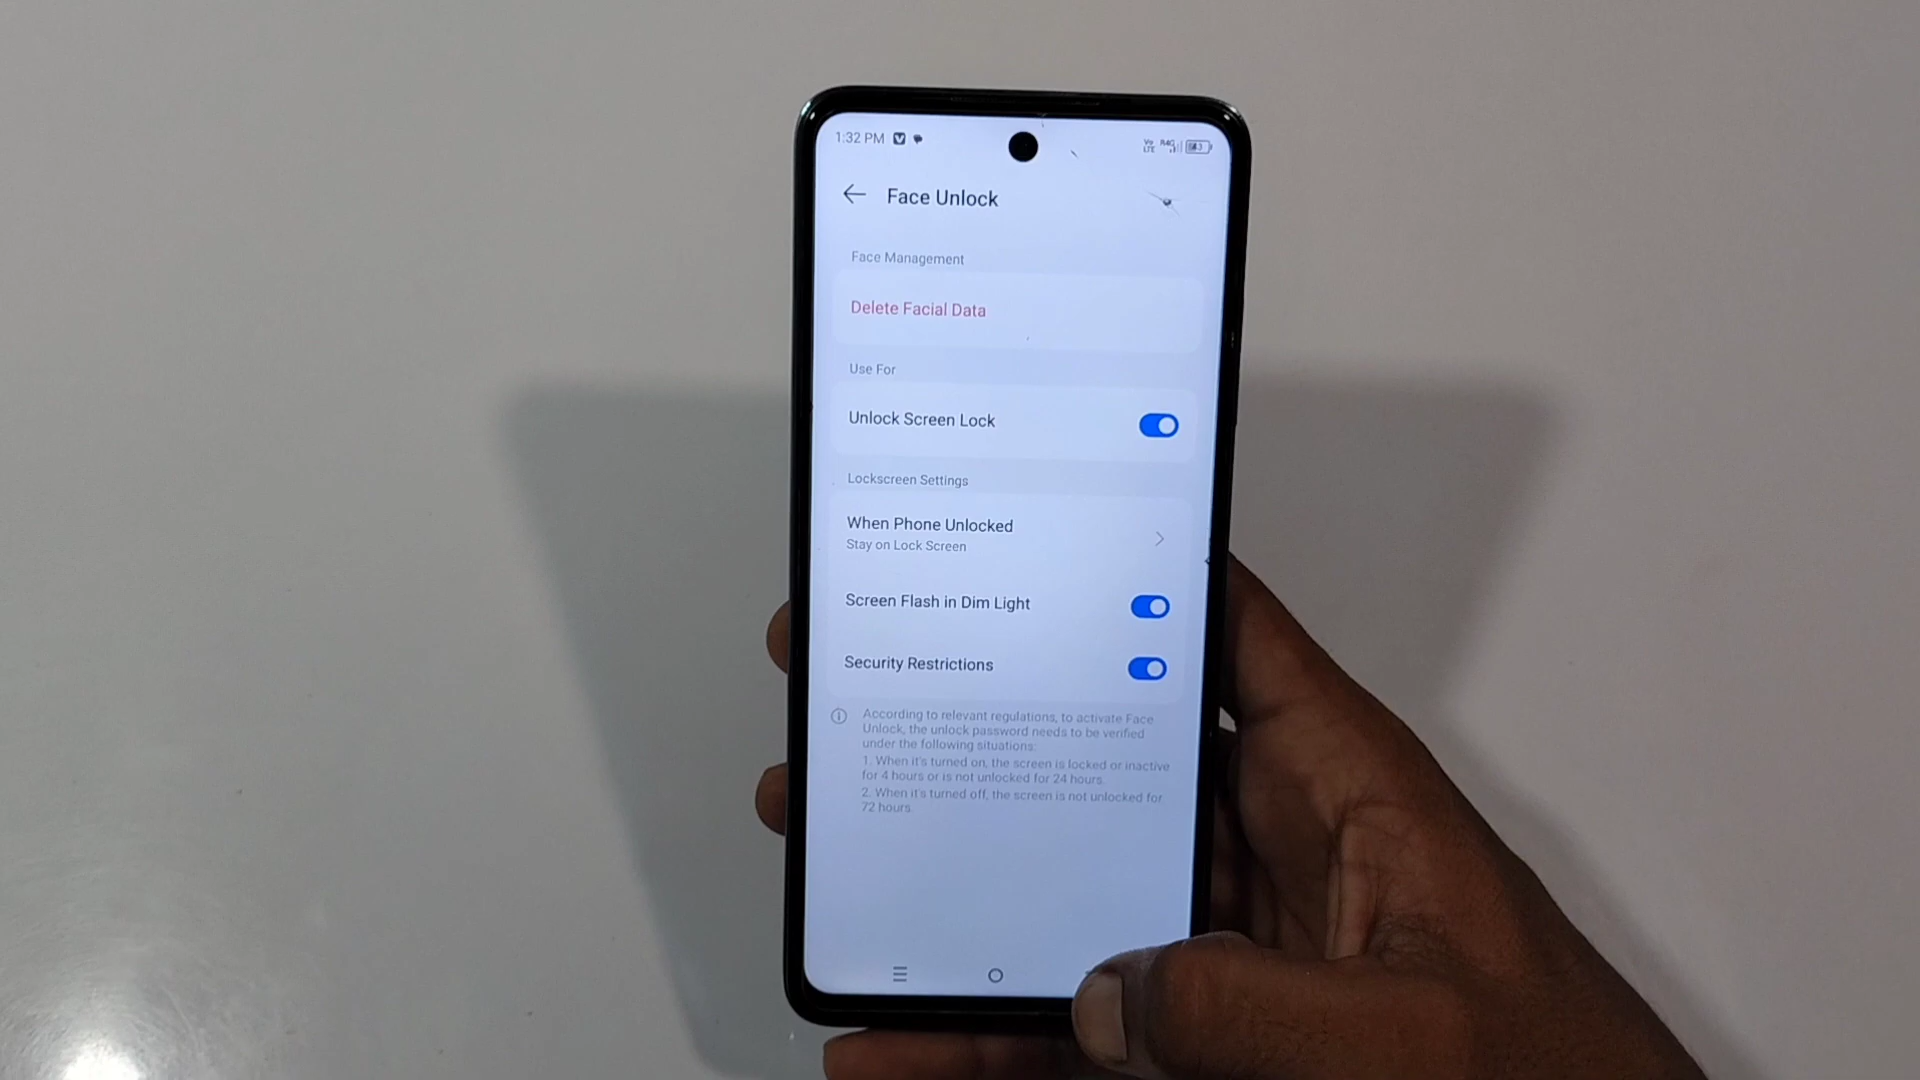 1:32 PM
Face Unlock
Face Management
Delete Facial Data
Use For
Unlock Screen Lock
Lockscreen Settings
When Phone Unlocked
Stay on Lock Screen
Screen Flash in Dim Light
Security Restrictions
According to relevant regulations, to activate Face
Unlock, the unlock password needs to be verified
under the following situations:
1. When it's turned on, the screen is locked or inactive
for 4 hours or is not unlocked for 24 hours.
2. When it's turned off, the screen is not unlocked for
72 hours.